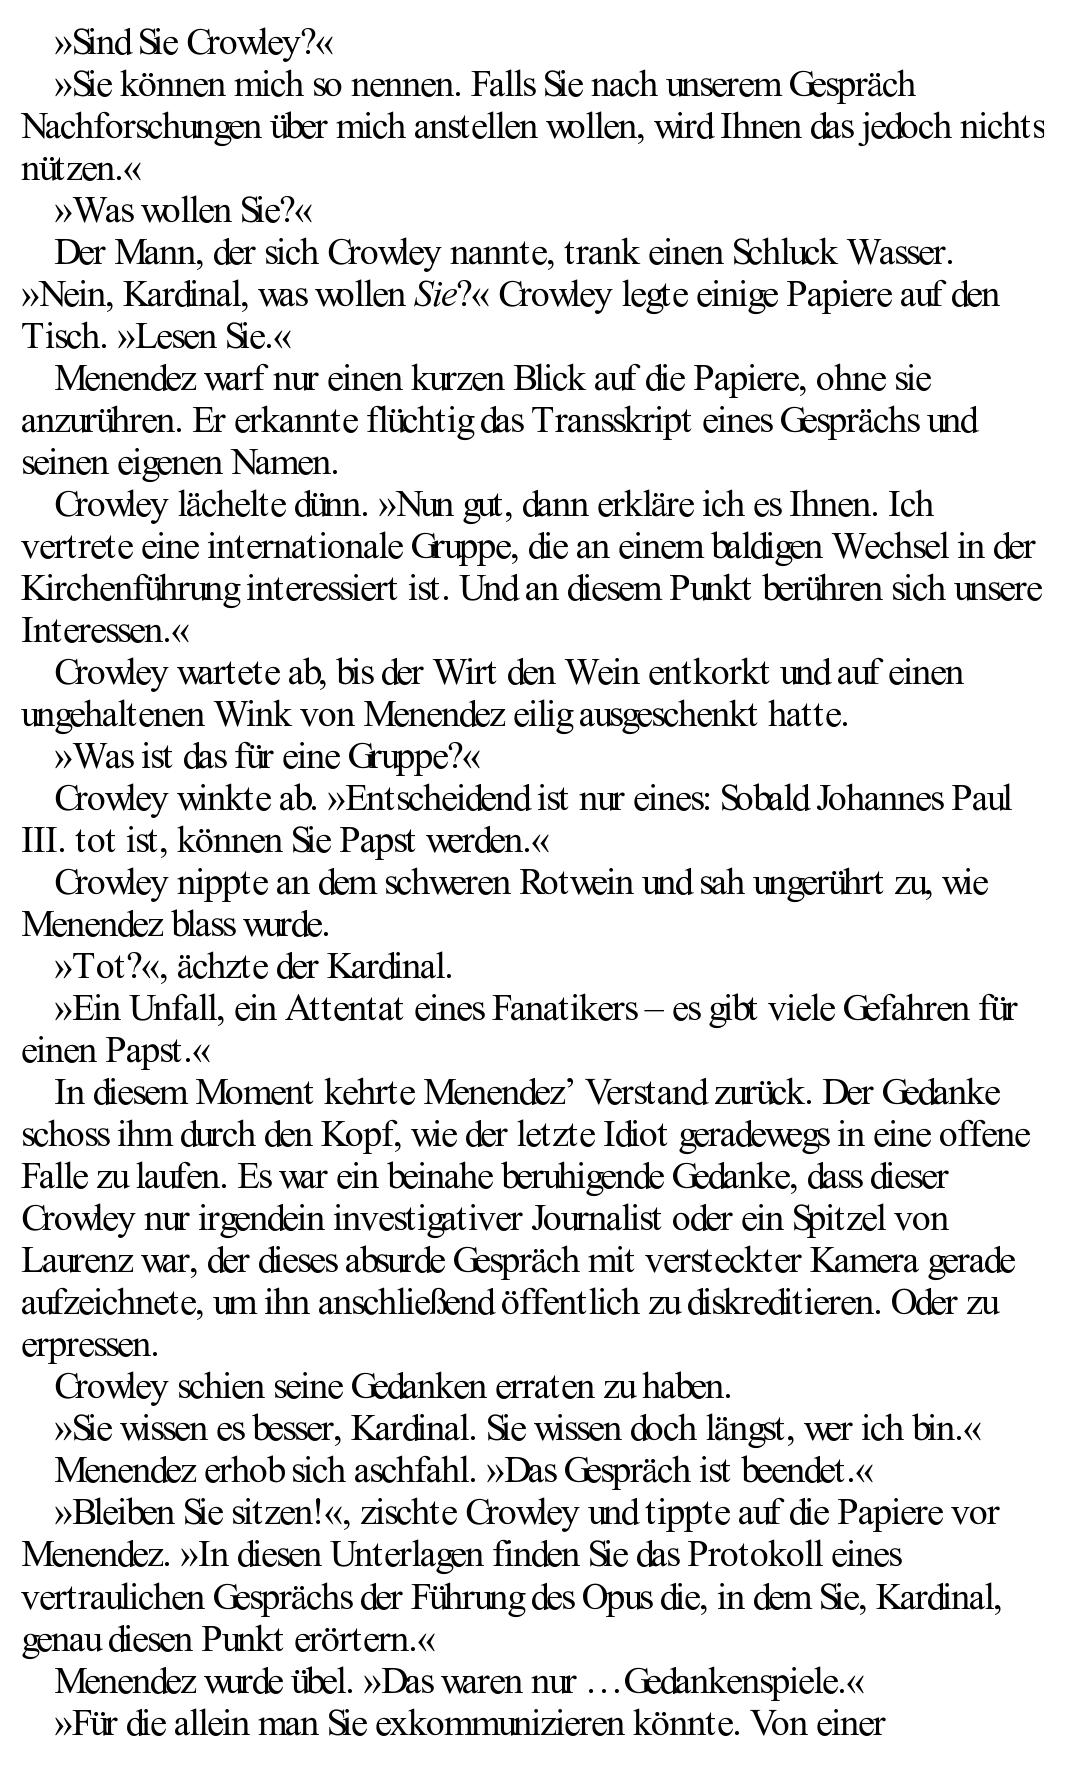 »Sind Sie Crowley?«
»Sie können mich so nennen. Falls Sie nach unserem Gespräch
Nachforschungen über mich anstellen wollen, wird Ihnen das jedoch nichts
nützen.«
»Was wollen Sie?«
Der Mann, der sich Crowley nannte, trank einen Schluck Wasser.
»Nein, Kardinal, was wollen Sie?« Crowley legte einige Papiere auf den
Tisch. »Lesen Sie.«
Menendez warf nur einen kurzen Blick auf die Papiere, ohne sie
anzurühren. Er erkannte flüchtig das Transskript eines Gesprächs und
seinen eigenen Namen.
Crowley lächelte dünn. »Nun gut, dann erkläre ich es Ihnen. Ich
vertrete eine internationale Gruppe, die an einem baldigen Wechsel in der
Kirchenführung interessiert ist. Und an diesem Punkt berühren sich unsere
Interessen.«
Crowley wartete ab, bis der Wirt den Wein entkorkt und auf einen
ungehaltenen Wink von Menendez eilig ausgeschenkt hatte.
»Was ist das für eine Gruppe?«
Crowley winkte ab. »Entscheidend ist nur eines: Sobald Johannes Paul
III. tot ist, können Sie Papst werden.«
Crowley nippte an dem schweren Rotwein und sah ungerührt zu, wie
Menendez blass wurde.
»Tot?«, ächzte der Kardinal.
»Ein Unfall, ein Attentat eines Fanatikers – es gibt viele Gefahren für
einen Papst.«
In diesem Moment kehrte Menendez’ Verstand zurück. Der Gedanke
schoss ihm durch den Kopf, wie der letzte Idiot geradewegs in eine offene
Falle zu laufen. Es war ein beinahe beruhigende Gedanke, dass dieser
Crowley nur irgendein investigativer Journalist oder ein Spitzel von
Laurenz war, der dieses absurde Gespräch mit versteckter Kamera gerade
aufzeichnete, um ihn anschließend öffentlich zu diskreditieren. Oder zu
erpressen.
Crowley schien seine Gedanken erraten zu haben.
»Sie wissen es besser, Kardinal. Sie wissen doch längst, wer ich bin.«
Menendez erhob sich aschfahl. »Das Gespräch ist beendet.«
»Bleiben Sie sitzen!«, zischte Crowley und tippte auf die Papiere vor
Menendez. »In diesen Unterlagen finden Sie das Protokoll eines
vertraulichen Gesprächs der Führung des Opus die, in dem Sie, Kardinal,
genau diesen Punkt erörtern.«
Menendez wurde übel. »Das waren nur … Gedankenspiele.«
»Für die allein man Sie exkommunizieren könnte. Von einer